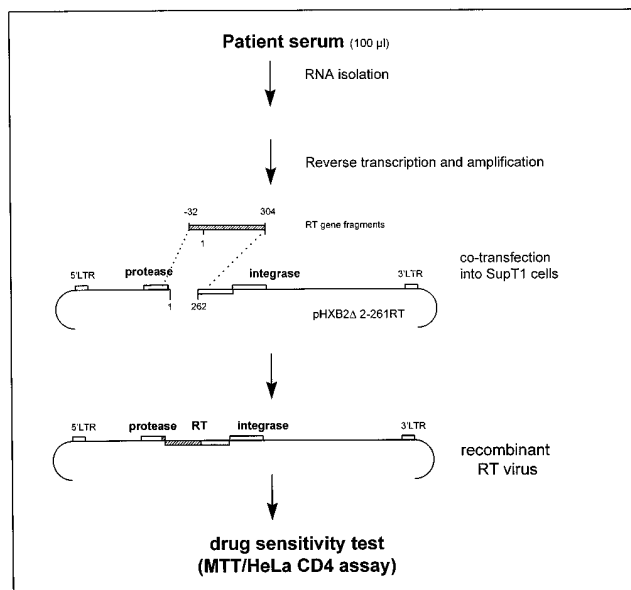 Patient serum (100 µl)
RNA isolation
Reverse transcription and amplification
-32 304
RT gene fragments
1
co-transfection
into SupT1 cells
5'LTR protease integrase 3'LTR
1 262
pHXB2Δ 2-261RT
5'LTR protease RT integrase 3'LTR
recombinant
RT virus
drug sensitivity test
(MTT/HeLa CD4 assay)